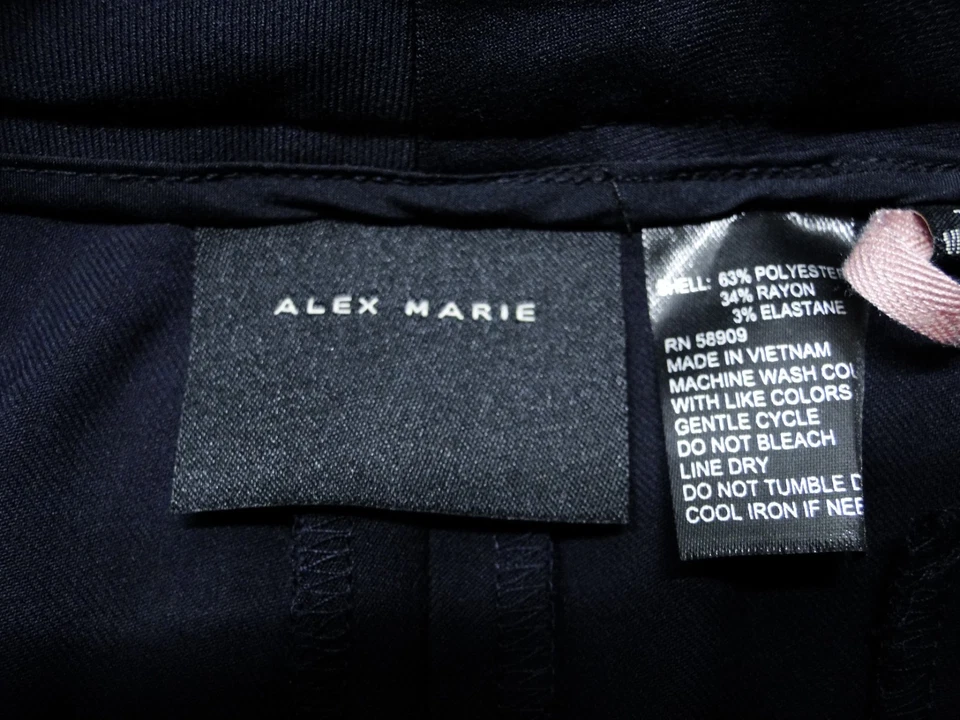 ALEX MARIE
SHELL: 63% POLYESTER
34% RAYON
3% ELASTANE
RN 58909
MADE IN VIETNAM
MACHINE WASH
WITH LIKE COLORS
GENTLE CYCLE
DO NOT BLEACH
LINE DRY
DO NOT TUMBLE
COOL IRON IF